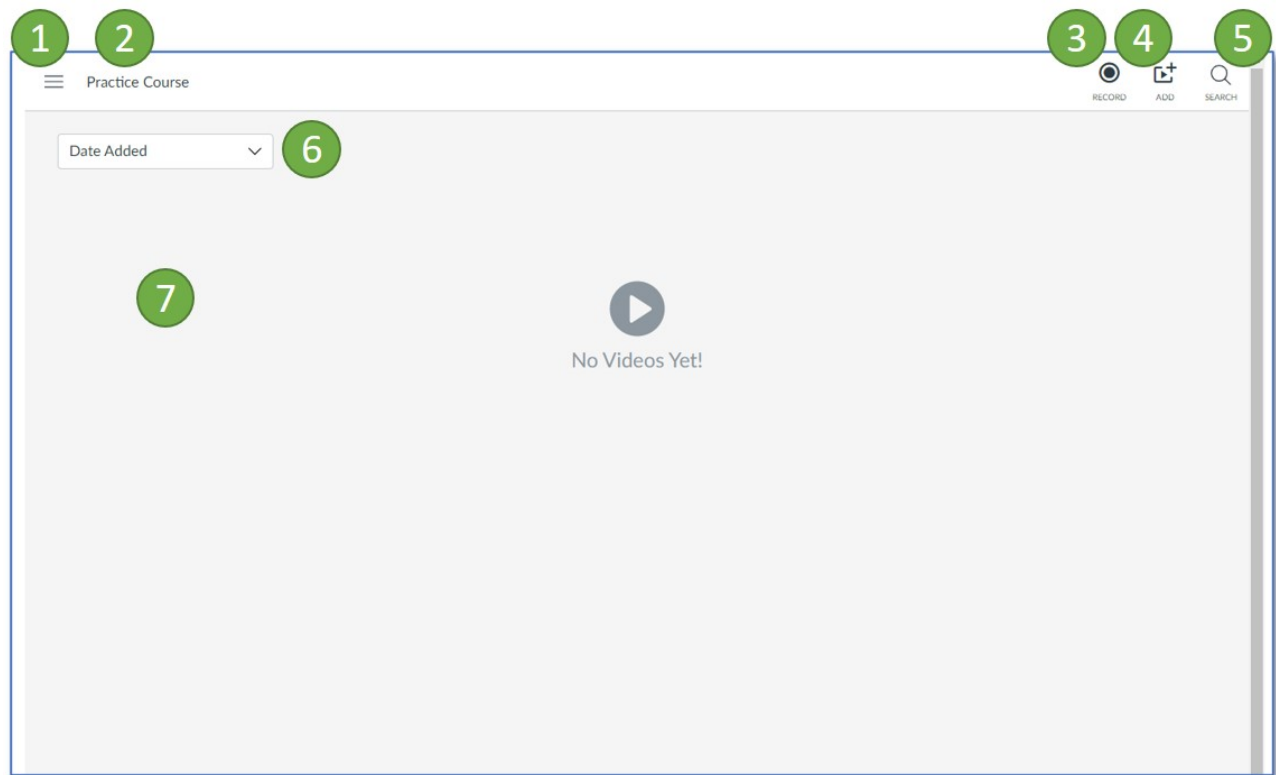 1 2 3 4 5
Practice Course
RECORD ADD SEARCH
Date Added 6
7
No Videos Yet!